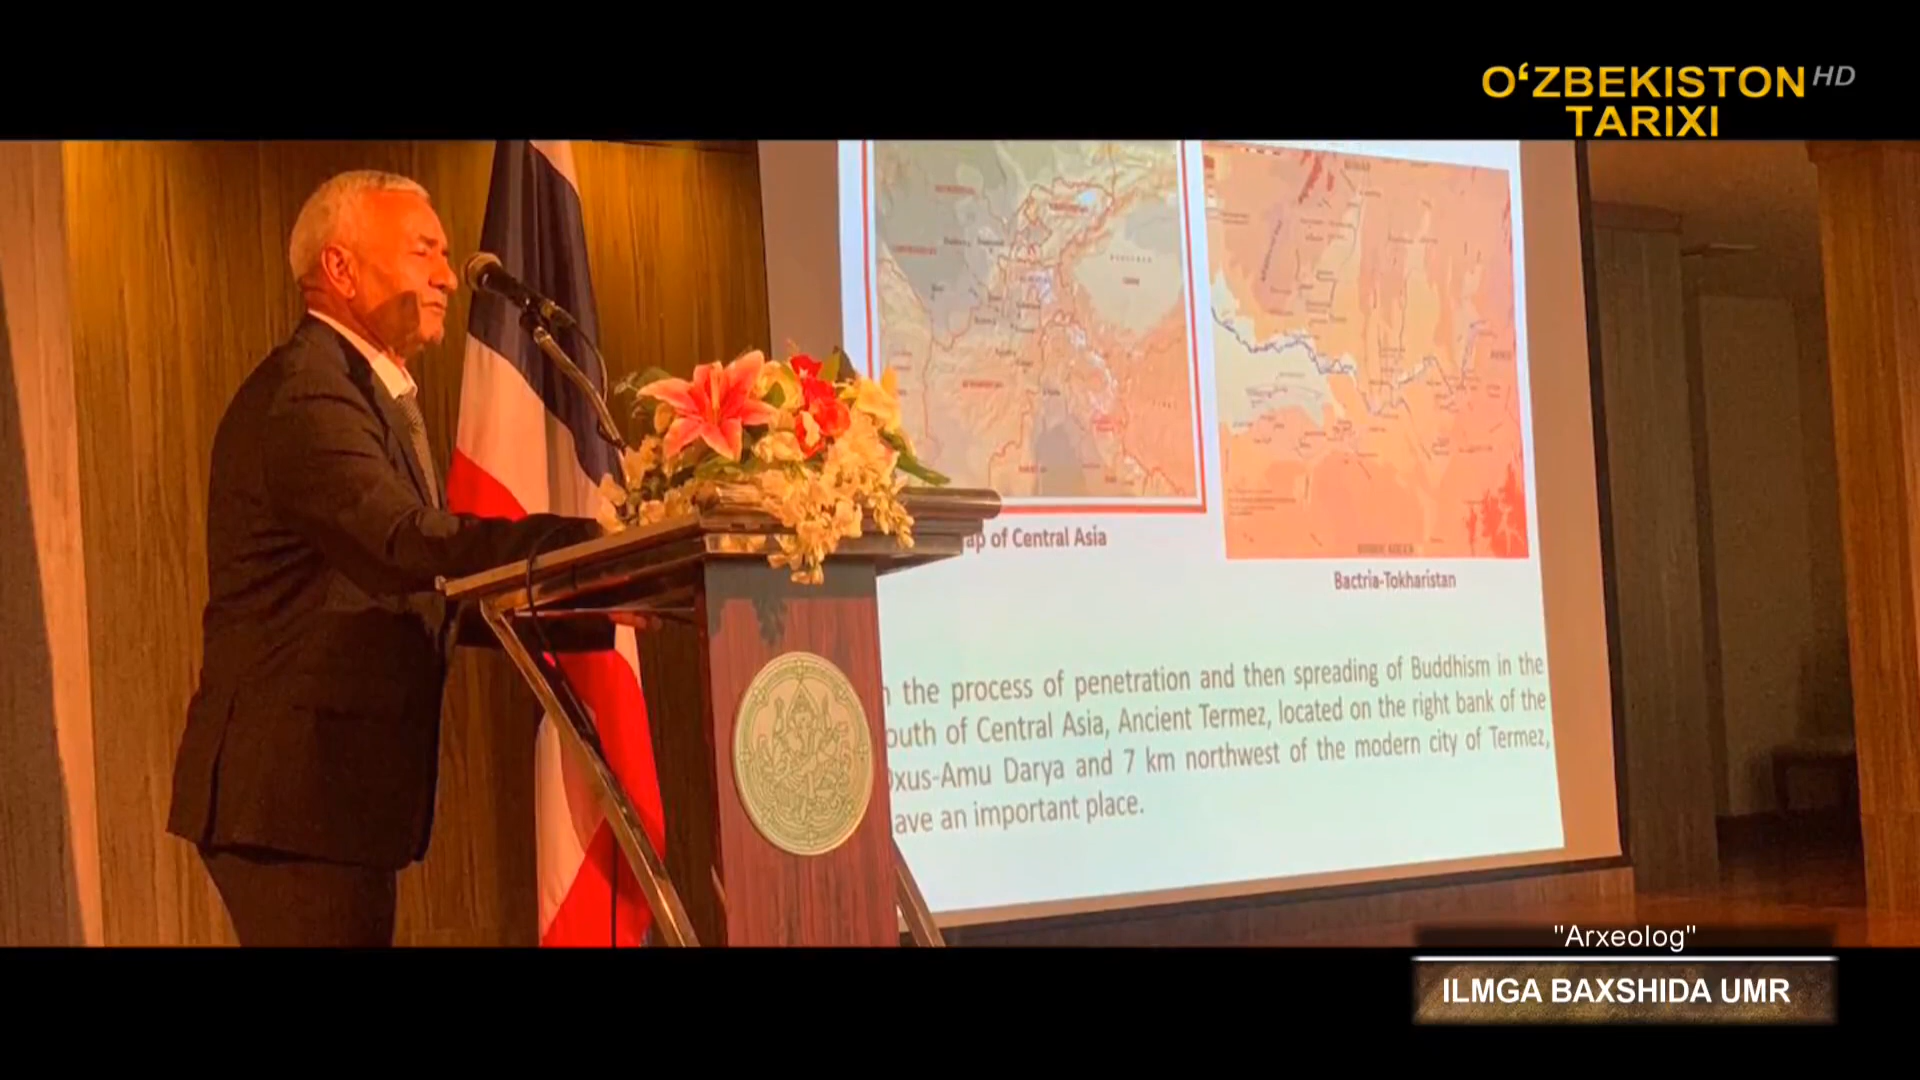 O‘ZBEKISTON HD
TARIXI
ap of Central Asia
Bactria-Tokharistan
the process of penetration and then spreading of Buddhism in the
outh of Central Asia, Ancient Termez, located on the right bank of the
xus-Amu Darya and 7 km northwest of the modern city of Termez,
ave an important place.
"Arxeolog"
ILMGA BAXSHIDA UMR